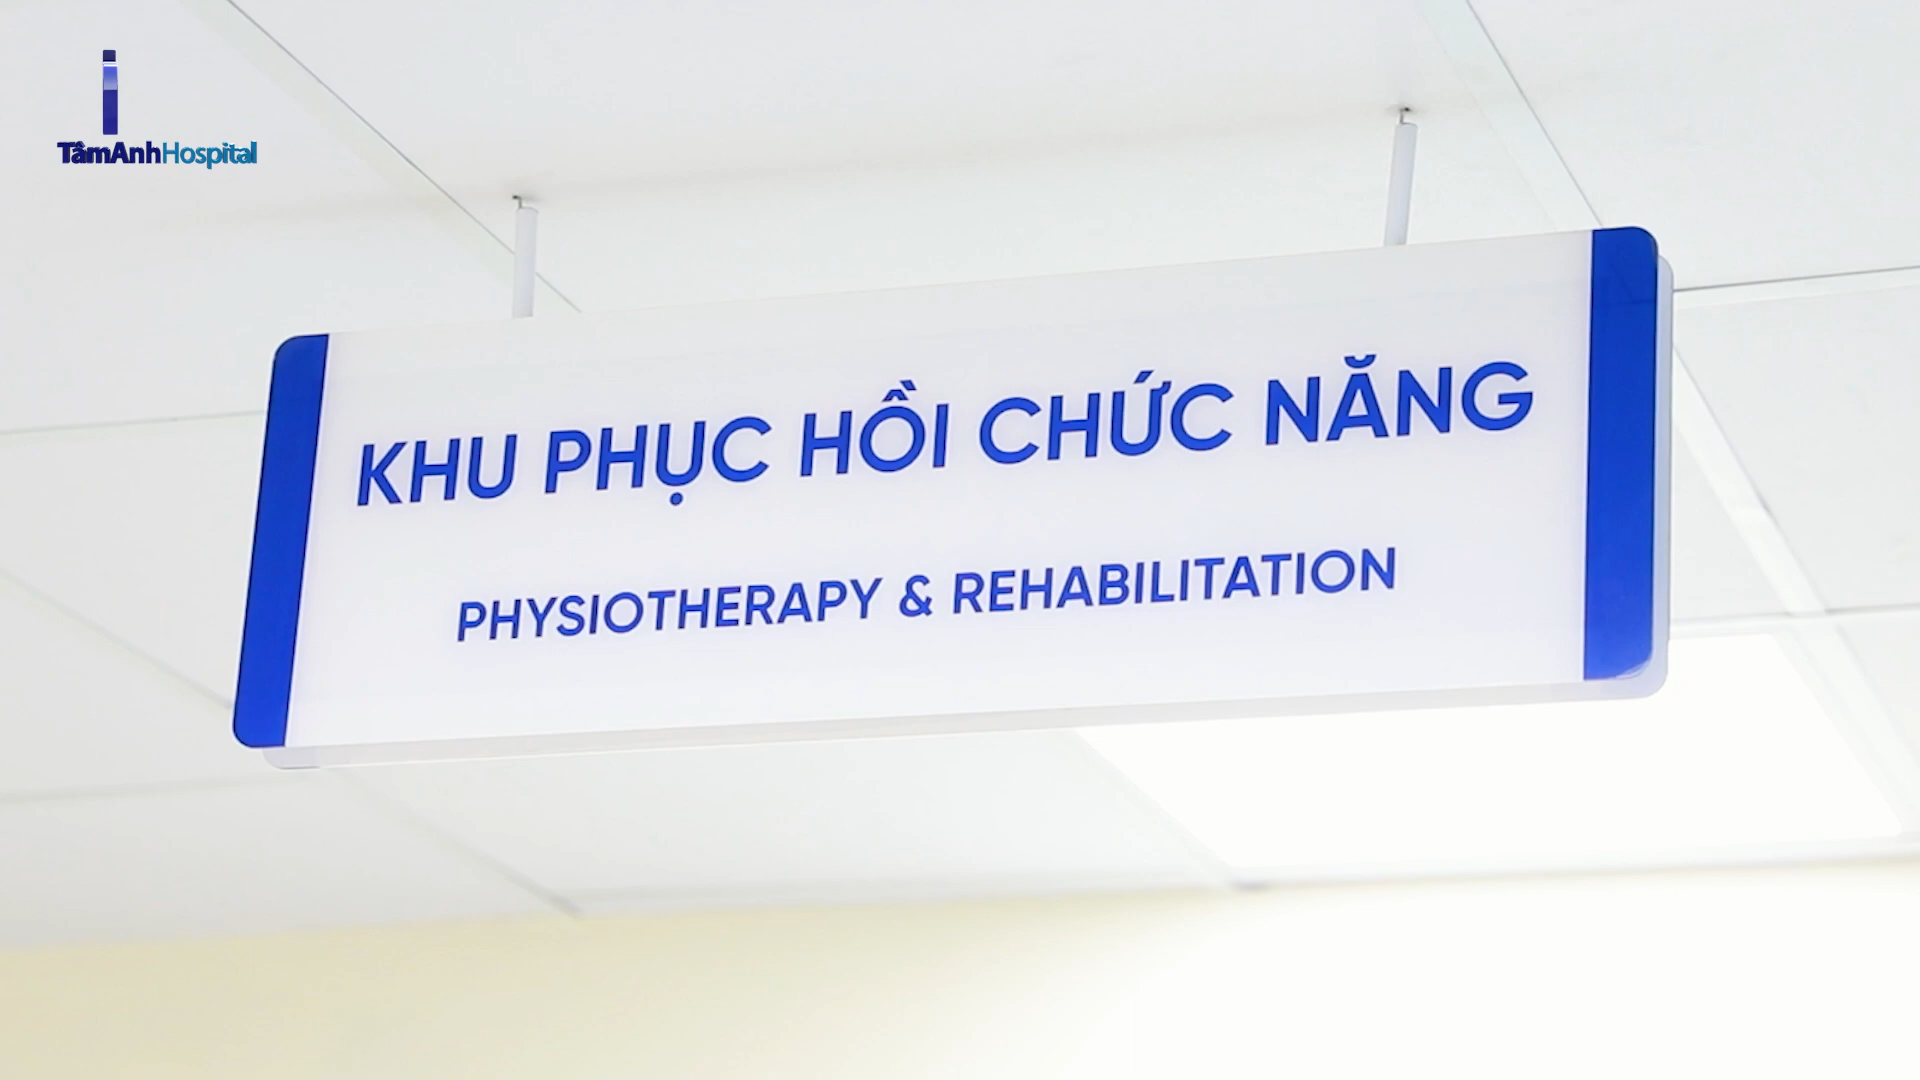 TâmAnhHospital
KHU PHỤC HỒI CHỨC NĂNG
PHYSIOTHERAPY & REHABILITATION